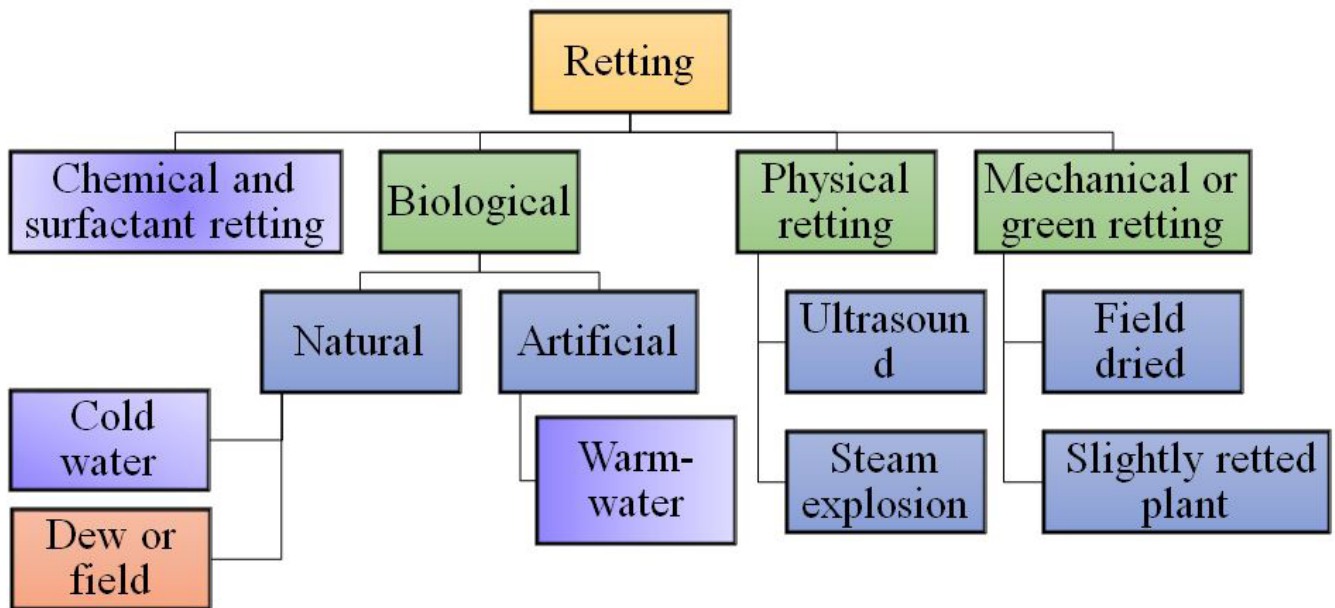 Retting
Chemical and
surfactant retting
Biological
Physical
retting
Mechanical or
green retting
Natural
Artificial
Ultrasoun
d
Field
dried
Cold
water
Warm-
water
Steam
explosion
Slightly retted
plant
Dew or
field